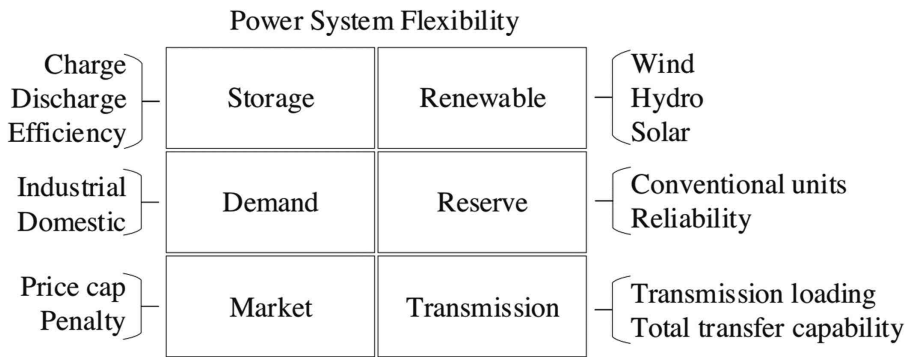 Power System Flexibility
Charge
Discharge
Efficiency
Storage
Renewable
Wind
Hydro
Solar
Industrial
Domestic
Demand
Reserve
Conventional units
Reliability
Price cap
Penalty
Market
Transmission
Transmission loading
Total transfer capability